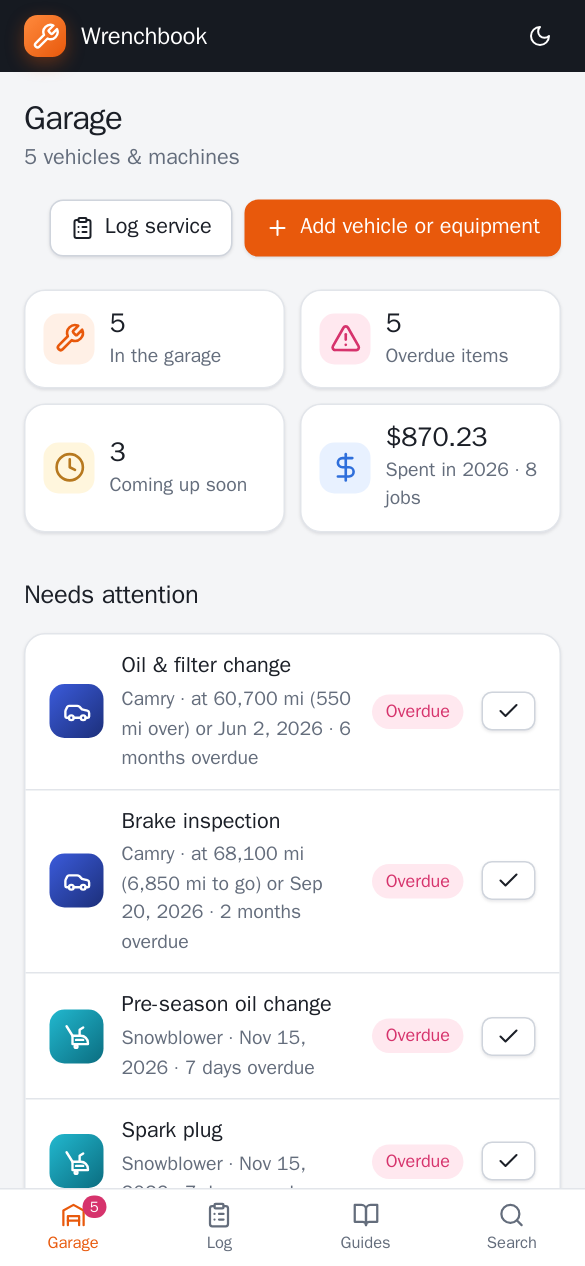 Wrenchbook
Garage
5 vehicles & machines
Log service
Add vehicle or equipment
5
In the garage
5
Overdue items
3
Coming up soon
$870.23
Spent in 2026 · 8
jobs
Needs attention
Oil & filter change
Camry · at 60,700 mi (550
mi over) or Jun 2, 2026 · 6
months overdue
Overdue
Brake inspection
Camry · at 68,100 mi
(6,850 mi to go) or Sep
20, 2026 · 2 months
overdue
Overdue
Pre-season oil change
Snowblower · Nov 15,
2026 · 7 days overdue
Overdue
Spark plug
Snowblower · Nov 15,
Overdue
5
Garage
Log
Guides
Search